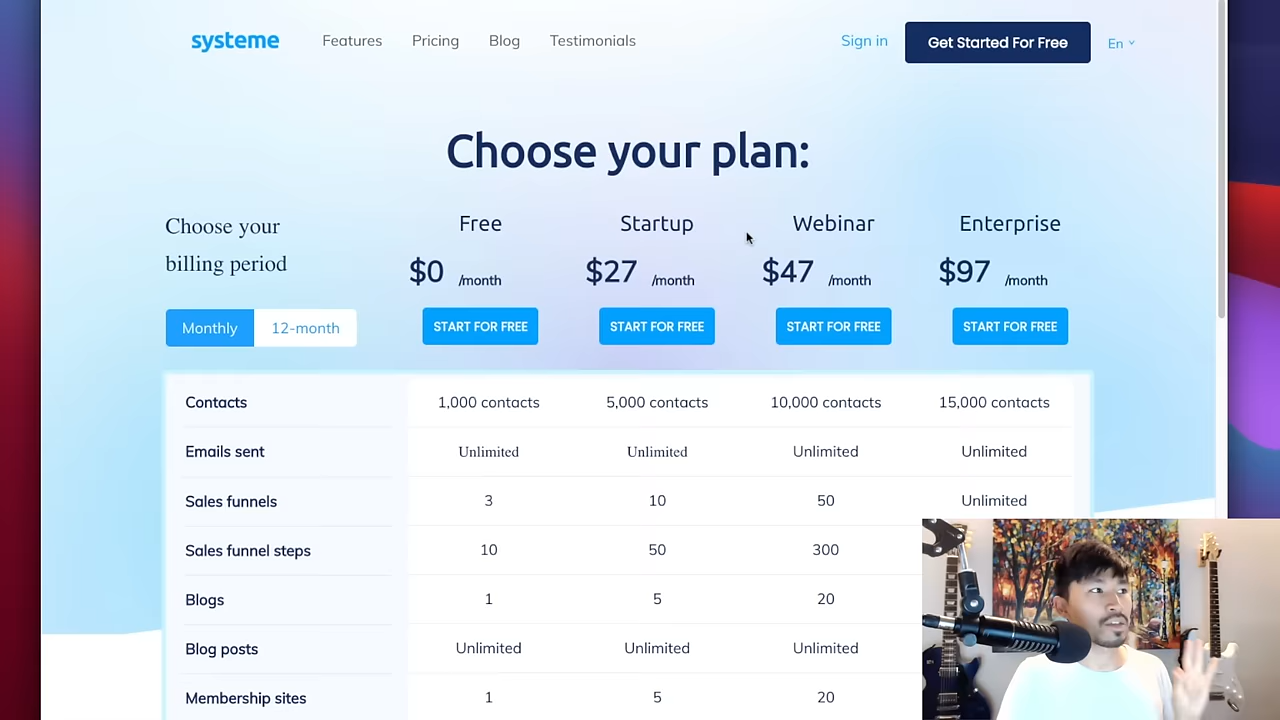 systeme Features Pricing Blog Testimonials Sign in Get Started For Free En
Choose your plan:
Choose your
billing period
Free Startup Webinar Enterprise
$0 /month $27 /month $47 /month $97 /month
Monthly 12-month START FOR FREE START FOR FREE START FOR FREE START FOR FREE
Contacts 1,000 contacts 5,000 contacts 10,000 contacts 15,000 contacts
Emails sent Unlimited Unlimited Unlimited Unlimited
Sales funnels 3 10 50 Unlimited
Sales funnel steps 10 50 300
Blogs 1 5 20
Blog posts Unlimited Unlimited Unlimited
Membership sites 1 5 20